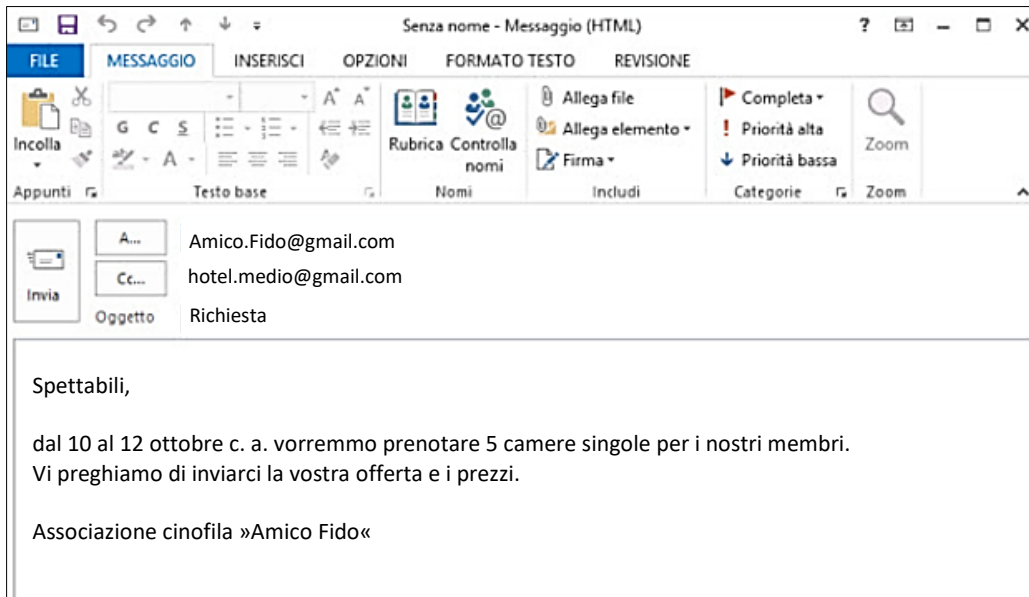 Senza nome - Messaggio (HTML)
?
FILE MESSAGGIO INSERISCI OPZIONI FORMATO TESTO REVISIONE
Incolla
G C S
A
A A
Rubrica
Controlla
nomi
Allega file
Allega elemento
Firma
Completa
Priorità alta
Priorità bassa
Zoom
Appunti Testo base Nomi Includi Categorie Zoom
Invia
A... Amico.Fido@gmail.com
Cc... hotel.medio@gmail.com
Oggetto Richiesta
Spettabili,
dal 10 al 12 ottobre c. a. vorremmo prenotare 5 camere singole per i nostri membri.
Vi preghiamo di inviarci la vostra offerta e i prezzi.
Associazione cinofila »Amico Fido«